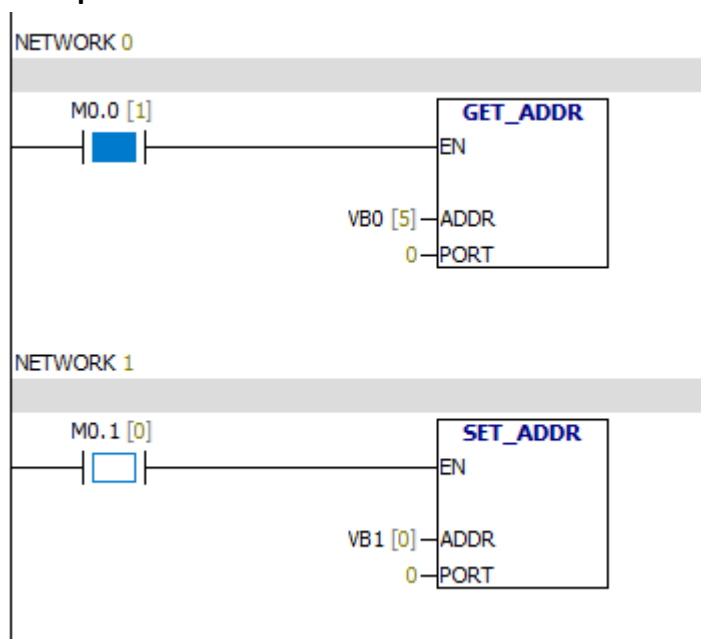 NETWORK 0
M0.0 [1]
GET_ADDR
EN
VB0 [5] ADDR
0 PORT
NETWORK 1
M0.1 [0]
SET_ADDR
EN
VB1 [0] ADDR
0 PORT